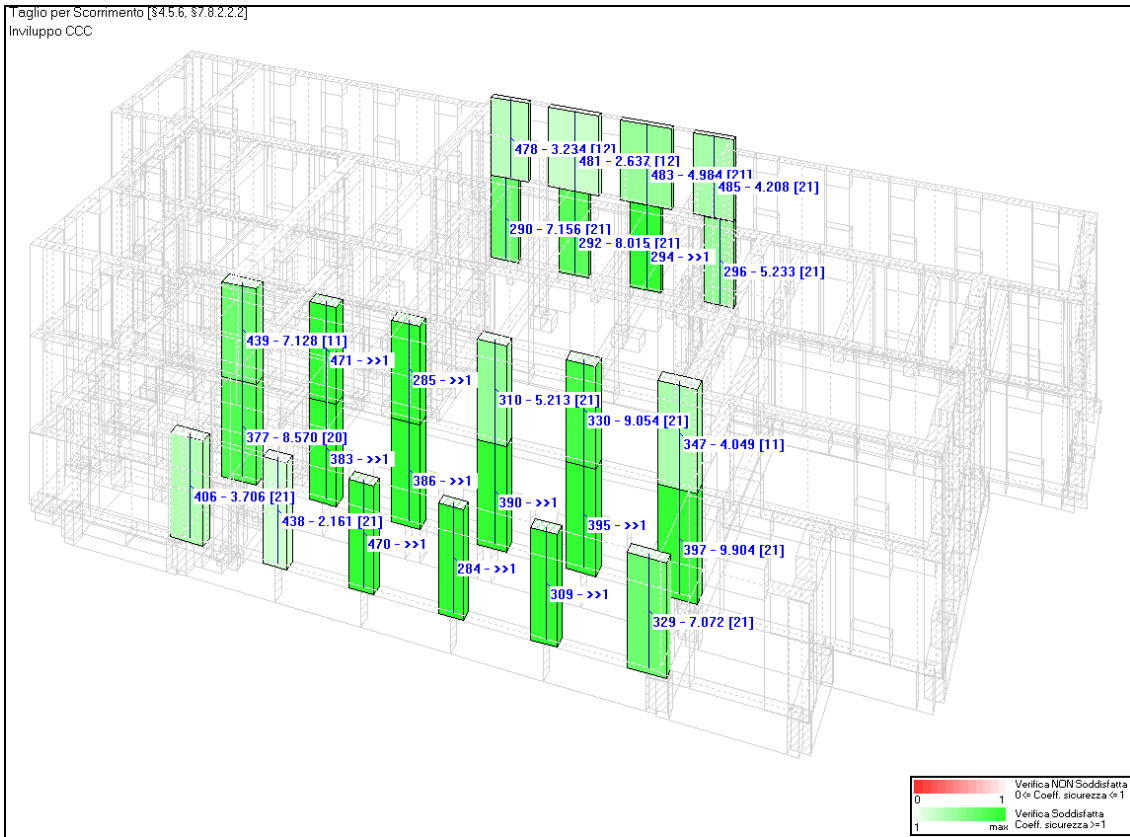 Taglio per Scorrimento [§4.5.6, §7.8.2.2.2]
Inviluppo CCC
478 - 3.234 [12]
481 - 2.637 [12]
483 - 4.984 [21]
485 - 4.208 [21]
290 - 7.156 [21]
292 - 8.015 [21]
294 - >>1
296 - 5.233 [21]
439 - 7.128 [11]
471 - >>1
285 - >>1
310 - 5.213 [21]
330 - 9.054 [21]
347 - 4.049 [11]
377 - 8.570 [20]
383 - >>1
386 - >>1
390 - >>1
395 - >>1
397 - 9.904 [21]
406 - 3.706 [21]
438 - 2.161 [21]
470 - >>1
284 - >>1
309 - >>1
329 - 7.072 [21]
Verifica NON Soddisfatta
0<= Coeff. sicurezza <=1
0 1
Verifica Soddisfatta
Coeff. sicurezza >=1
1 max